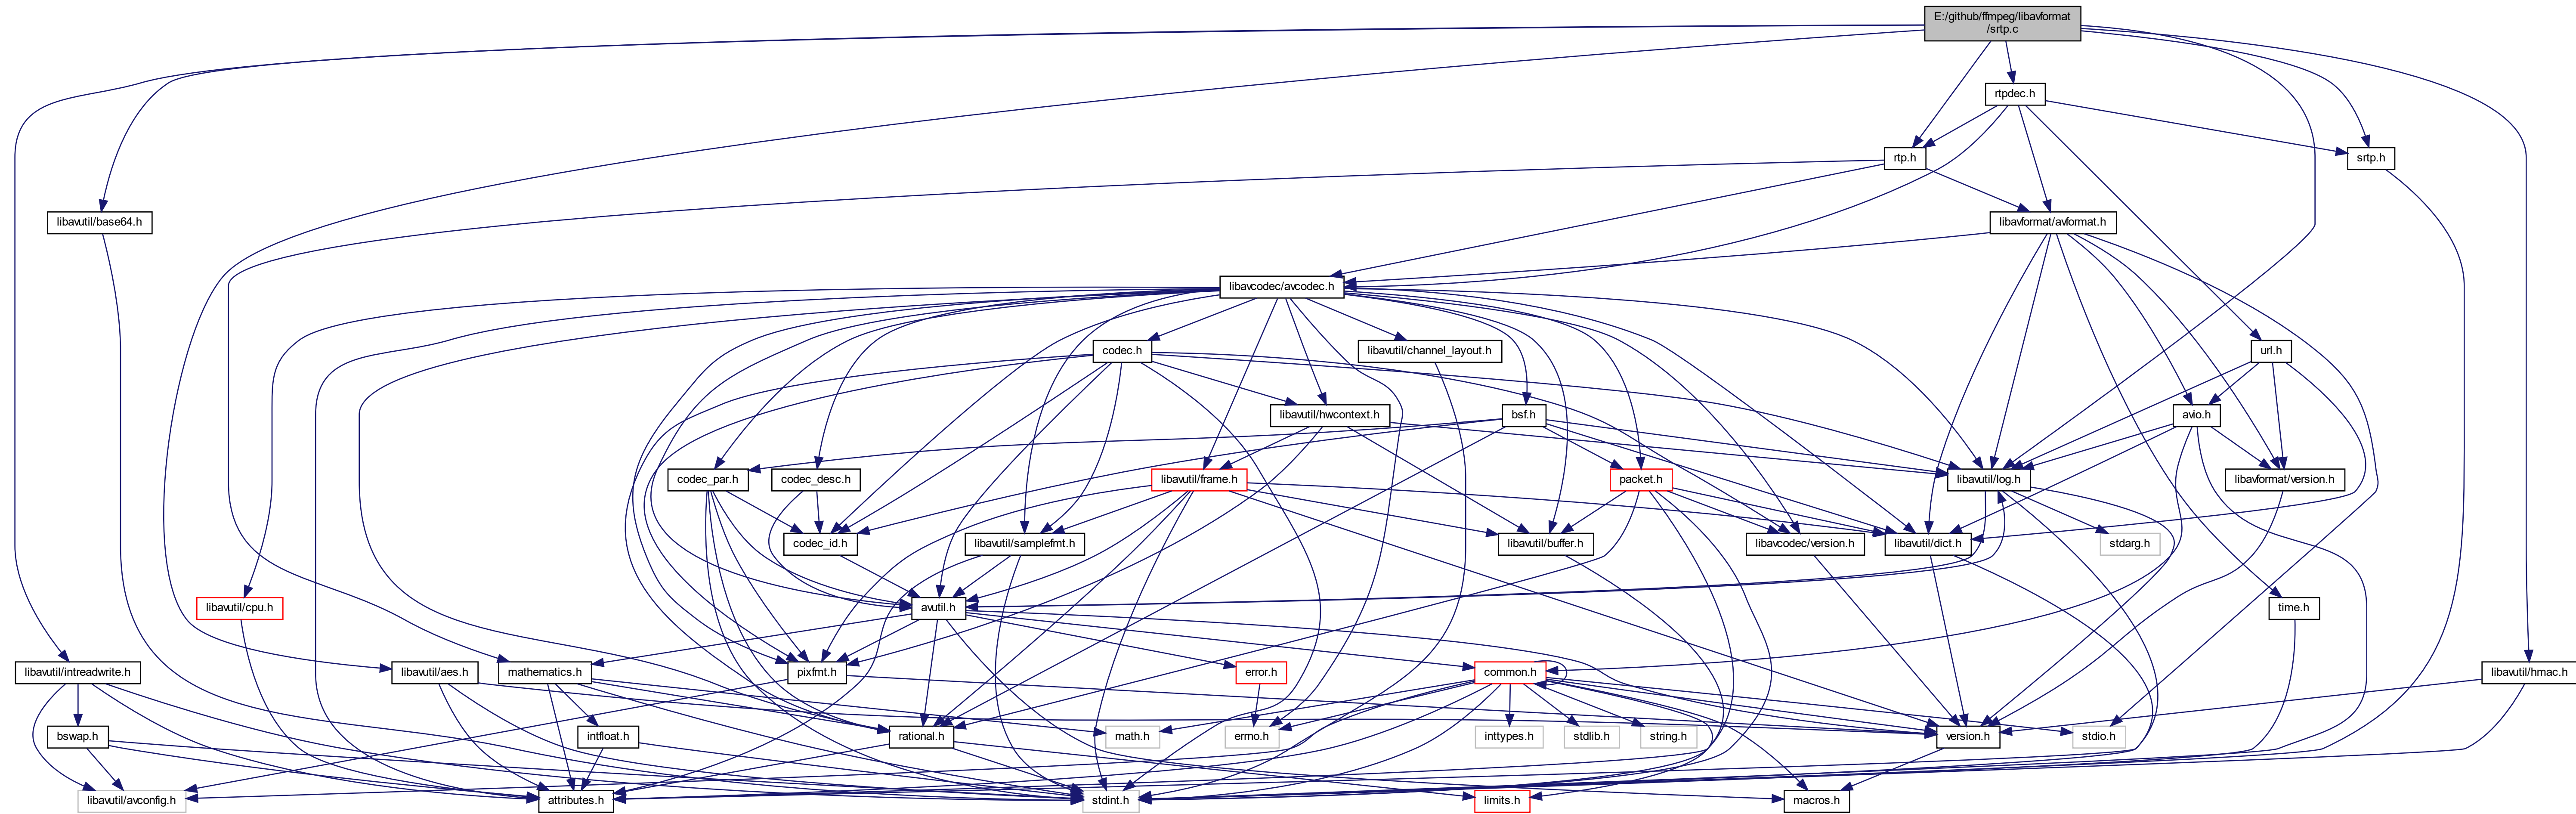 E:/github/ffmpeg/libavformat
/srtp.c
rtpdec.h
rtp.h
srtp.h
libavutil/base64.h
libavformat/avformat.h
libavcodec/avcodec.h
codec.h
libavutil/channel_layout.h
url.h
libavutil/hwcontext.h
bsf.h
avio.h
codec_par.h
codec_desc.h
libavutil/frame.h
packet.h
libavutil/log.h
libavformat/version.h
codec_id.h
libavutil/samplefmt.h
libavutil/buffer.h
libavcodec/version.h
libavutil/dict.h
stdarg.h
libavutil/cpu.h
avutil.h
time.h
libavutil/intreadwrite.h
libavutil/aes.h
mathematics.h
pixfmt.h
error.h
common.h
libavutil/hmac.h
bswap.h
intfloat.h
rational.h
math.h
errno.h
inttypes.h
stdlib.h
string.h
version.h
stdio.h
libavutil/avconfig.h
attributes.h
stdint.h
limits.h
macros.h